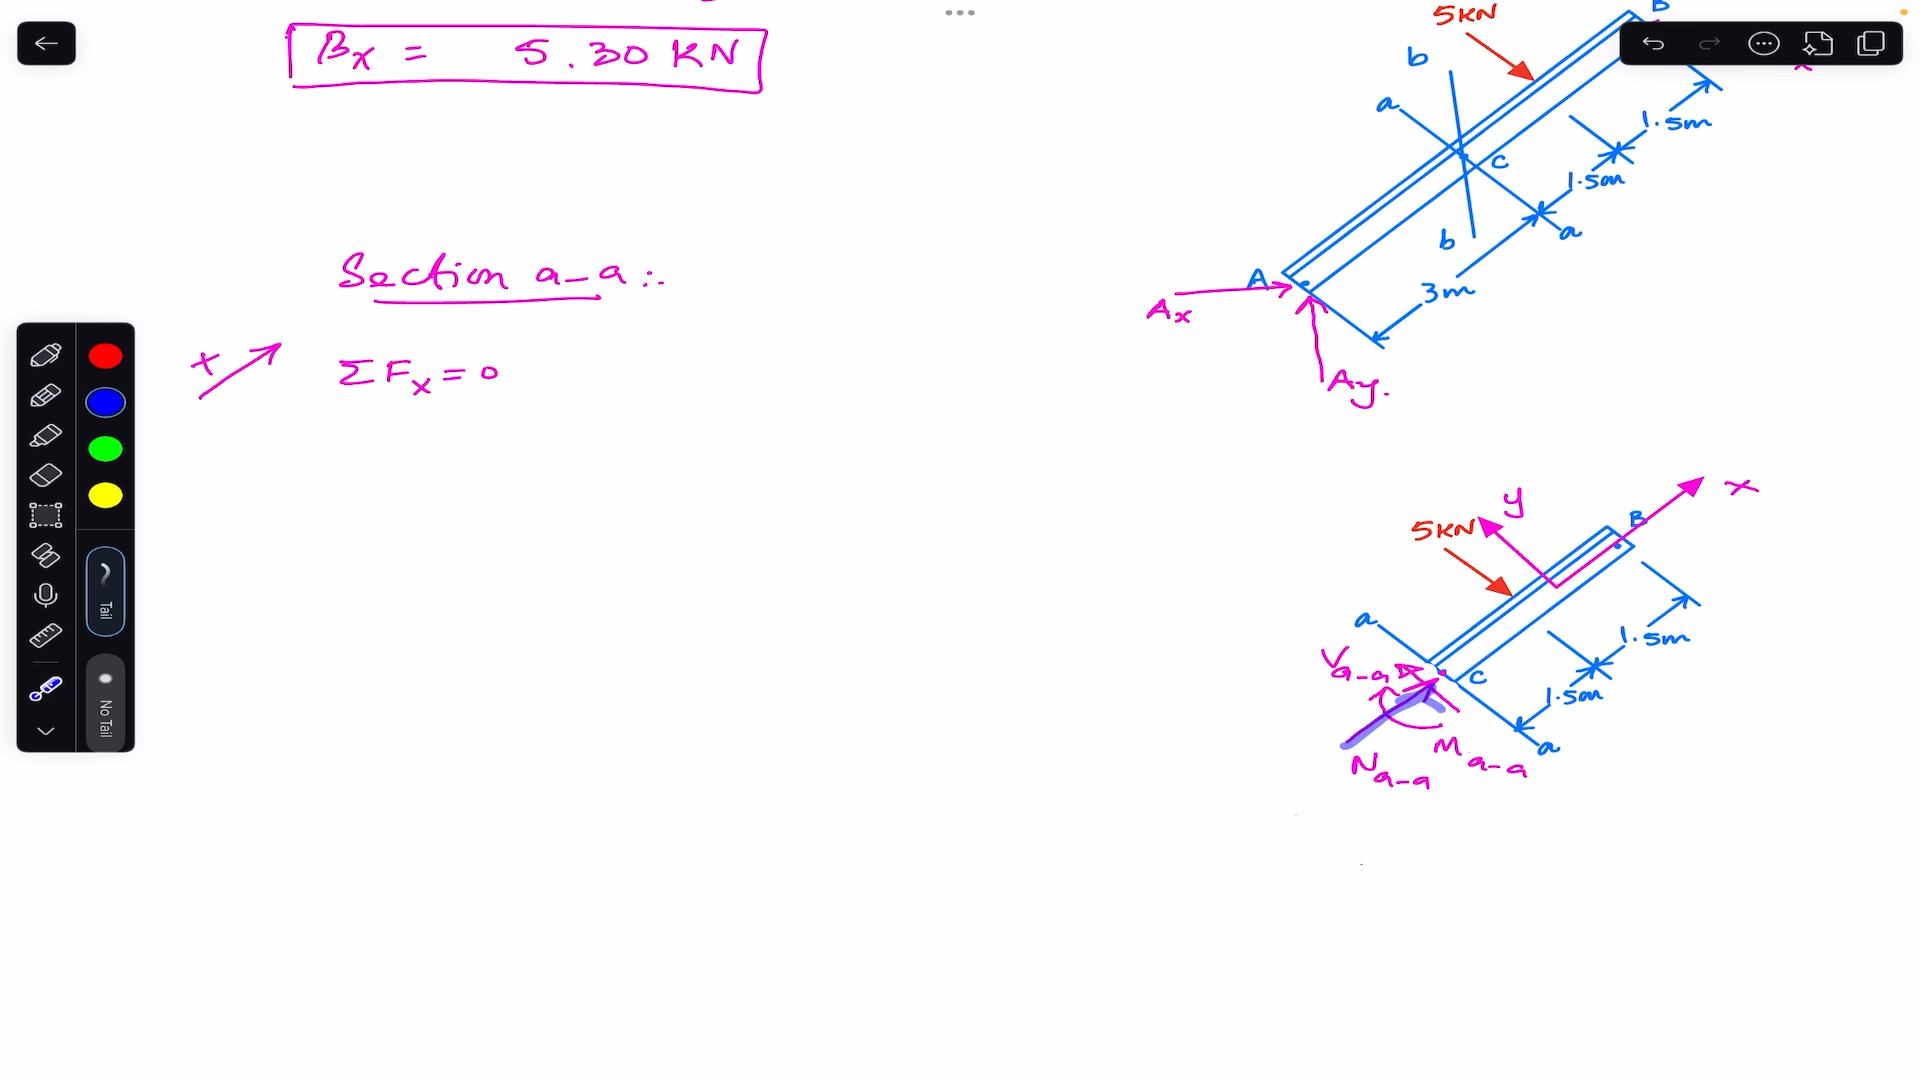 Bx = 5.30 KN
Section a-a :-
+
ΣFx = 0
5KN
B
b
a
C
1.5m
1.5m
b
a
A
3m
Ax
Ay.
x
y
5KN
B
x
a
Va-a
C
1.5m
1.5m
a
Ma-a
Na-a
Tail
No Tail